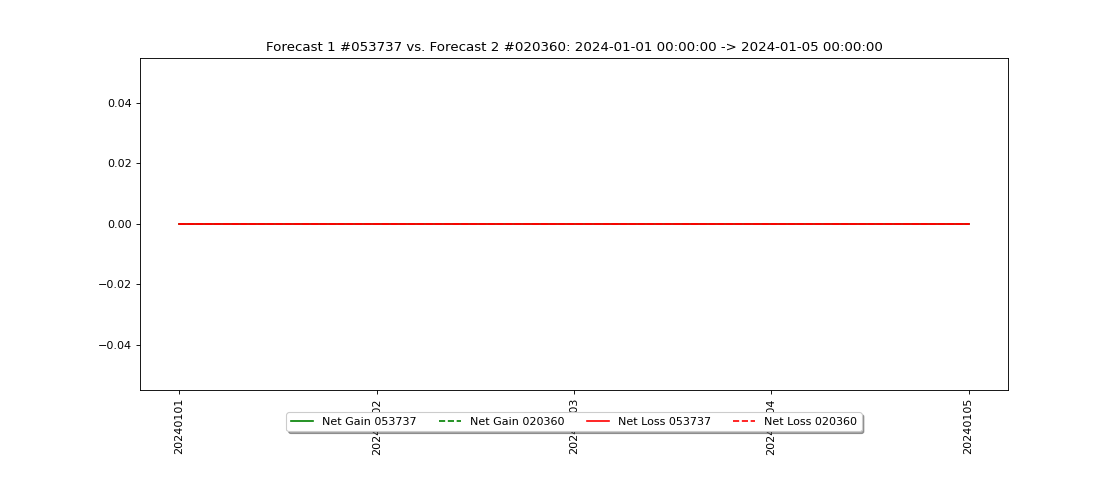 Forecast 1 #053737 vs. Forecast 2 #020360: 2024-01-01 00:00:00 -> 2024-01-05 00:00:00
0.04
0.02
0.00
−0.02
−0.04
20240101
20240105
Net Gain 053737
Net Gain 020360
Net Loss 053737
Net Loss 020360